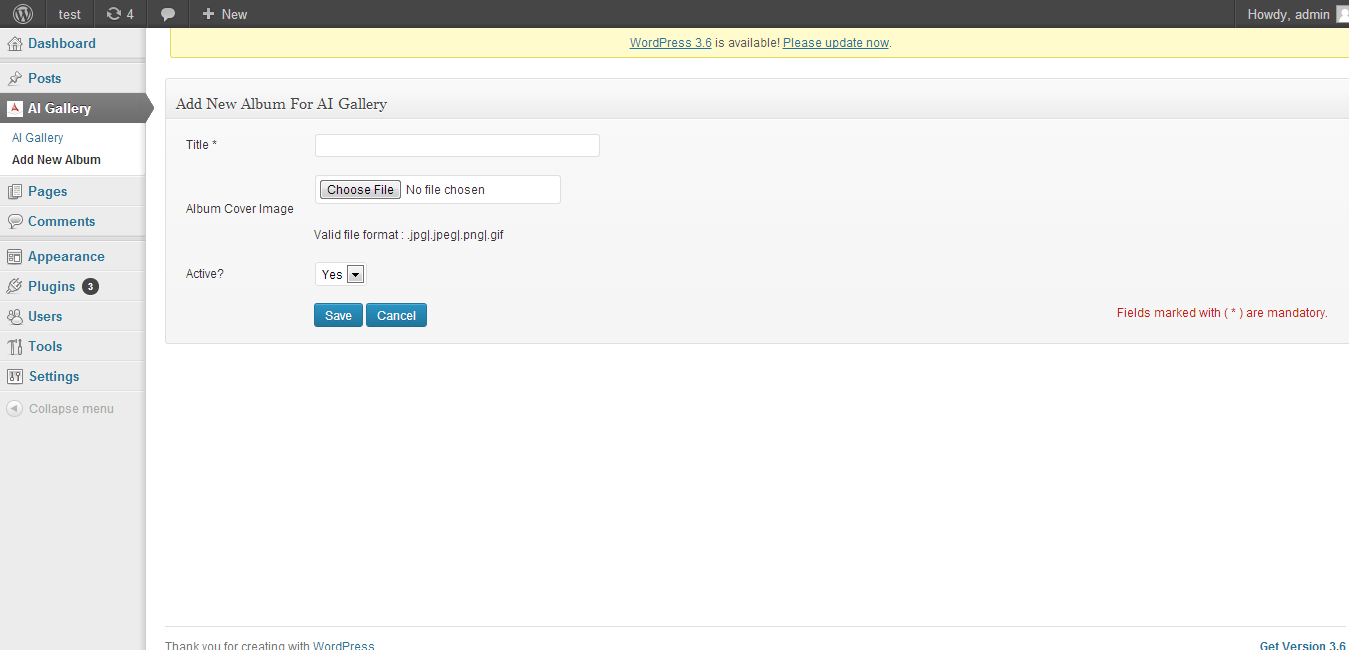 test 4 New Howdy, admin
Dashboard
Posts
AI Gallery
AI Gallery
Add New Album
Pages
Comments
Appearance
Plugins 3
Users
Tools
Settings
Collapse menu
WordPress 3.6 is available! Please update now.
Add New Album For AI Gallery
Title *
Album Cover Image
Choose File No file chosen
Valid file format : .jpg|.jpeg|.png|.gif
Active? Yes
Save Cancel
Fields marked with ( * ) are mandatory.
Thank you for creating with WordPress
Get Version 3.6